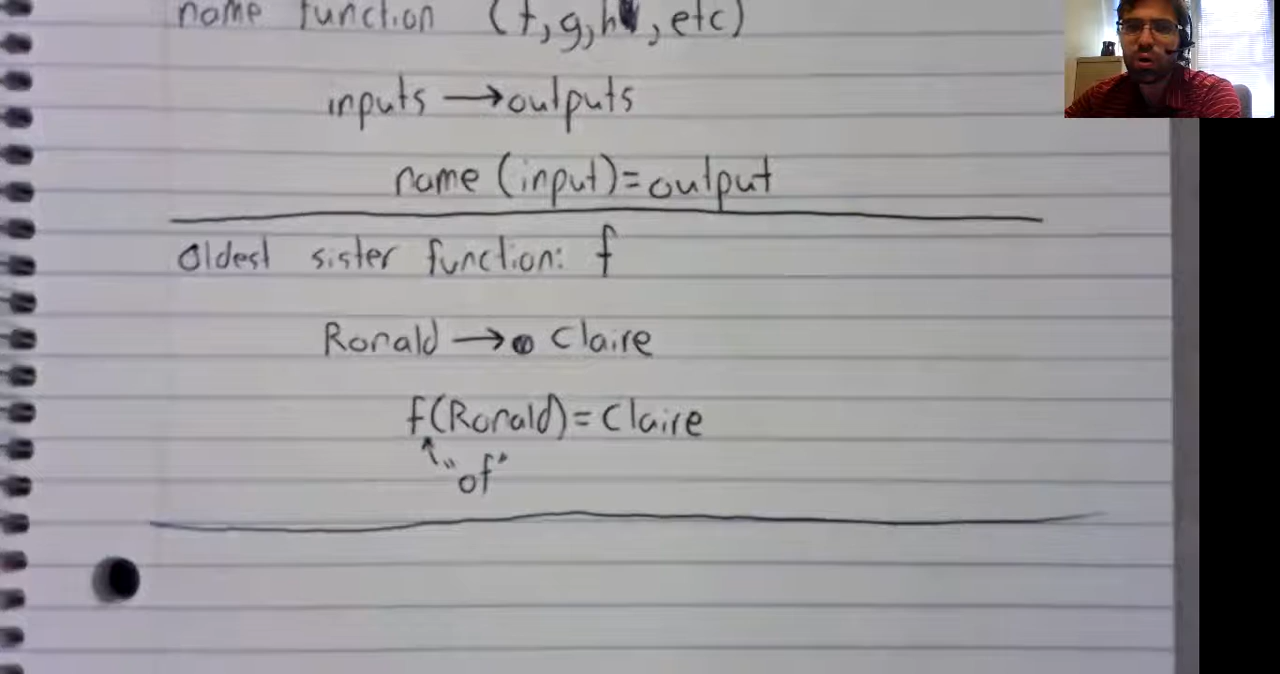 name function (f,g,h, etc)
inputs → outputs
name (input) = output
Oldest sister function: f
Ronald → Claire
f(Ronald) = Claire
"of"